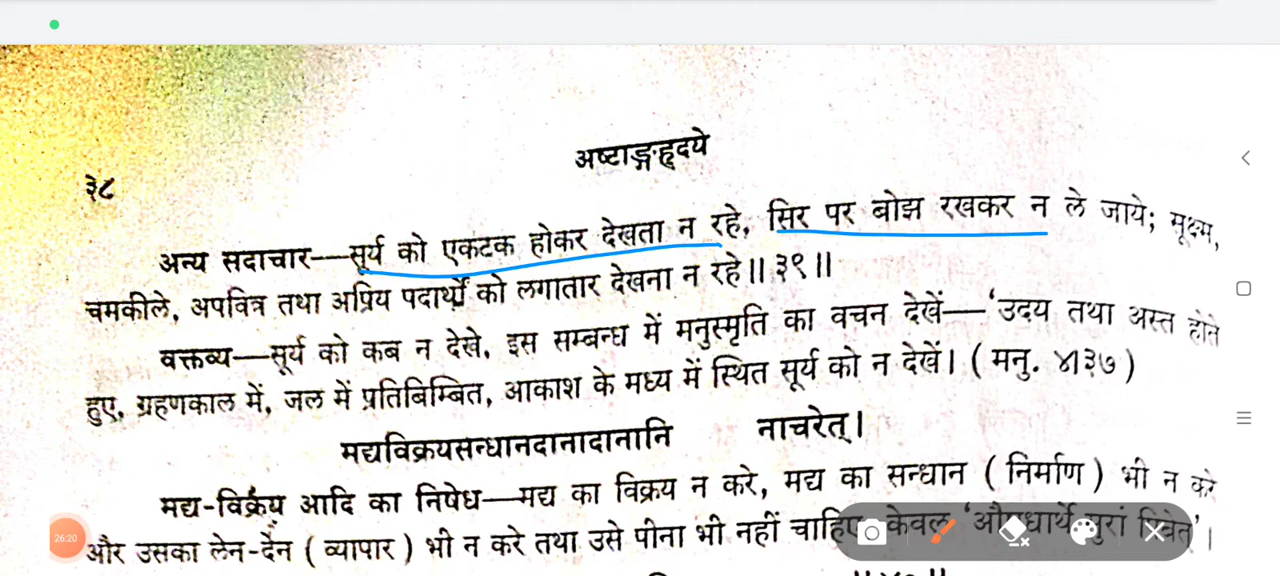 अष्टाङ्गहृदये
३८
अन्य सदाचार—सूर्य को एकटक होकर देखता न रहे, सिर पर बोझ रखकर न ले जाये; सूक्ष्म,
चमकीले, अपवित्र तथा अप्रिय पदार्थों को लगातार देखना न रहे॥३९॥
वक्तव्य—सूर्य को कब न देखे, इस सम्बन्ध में मनुस्मृति का वचन देखें—'उदय तथा अस्त होते
हुए, ग्रहणकाल में, जल में प्रतिबिम्बित, आकाश के मध्य में स्थित सूर्य को न देखें। (मनु. ४।३७)
मद्यविक्रयसन्धानदानादानानि नाचरेत्।
मद्य-विक्रय आदि का निषेध—मद्य का विक्रय न करे, मद्य का सन्धान (निर्माण) भी न करे
और उसका लेन-देन (व्यापार) भी न करे तथा उसे पीना भी नहीं चाहिए, केवल 'औषधार्थे सुरां पिबेत्'।
26:20